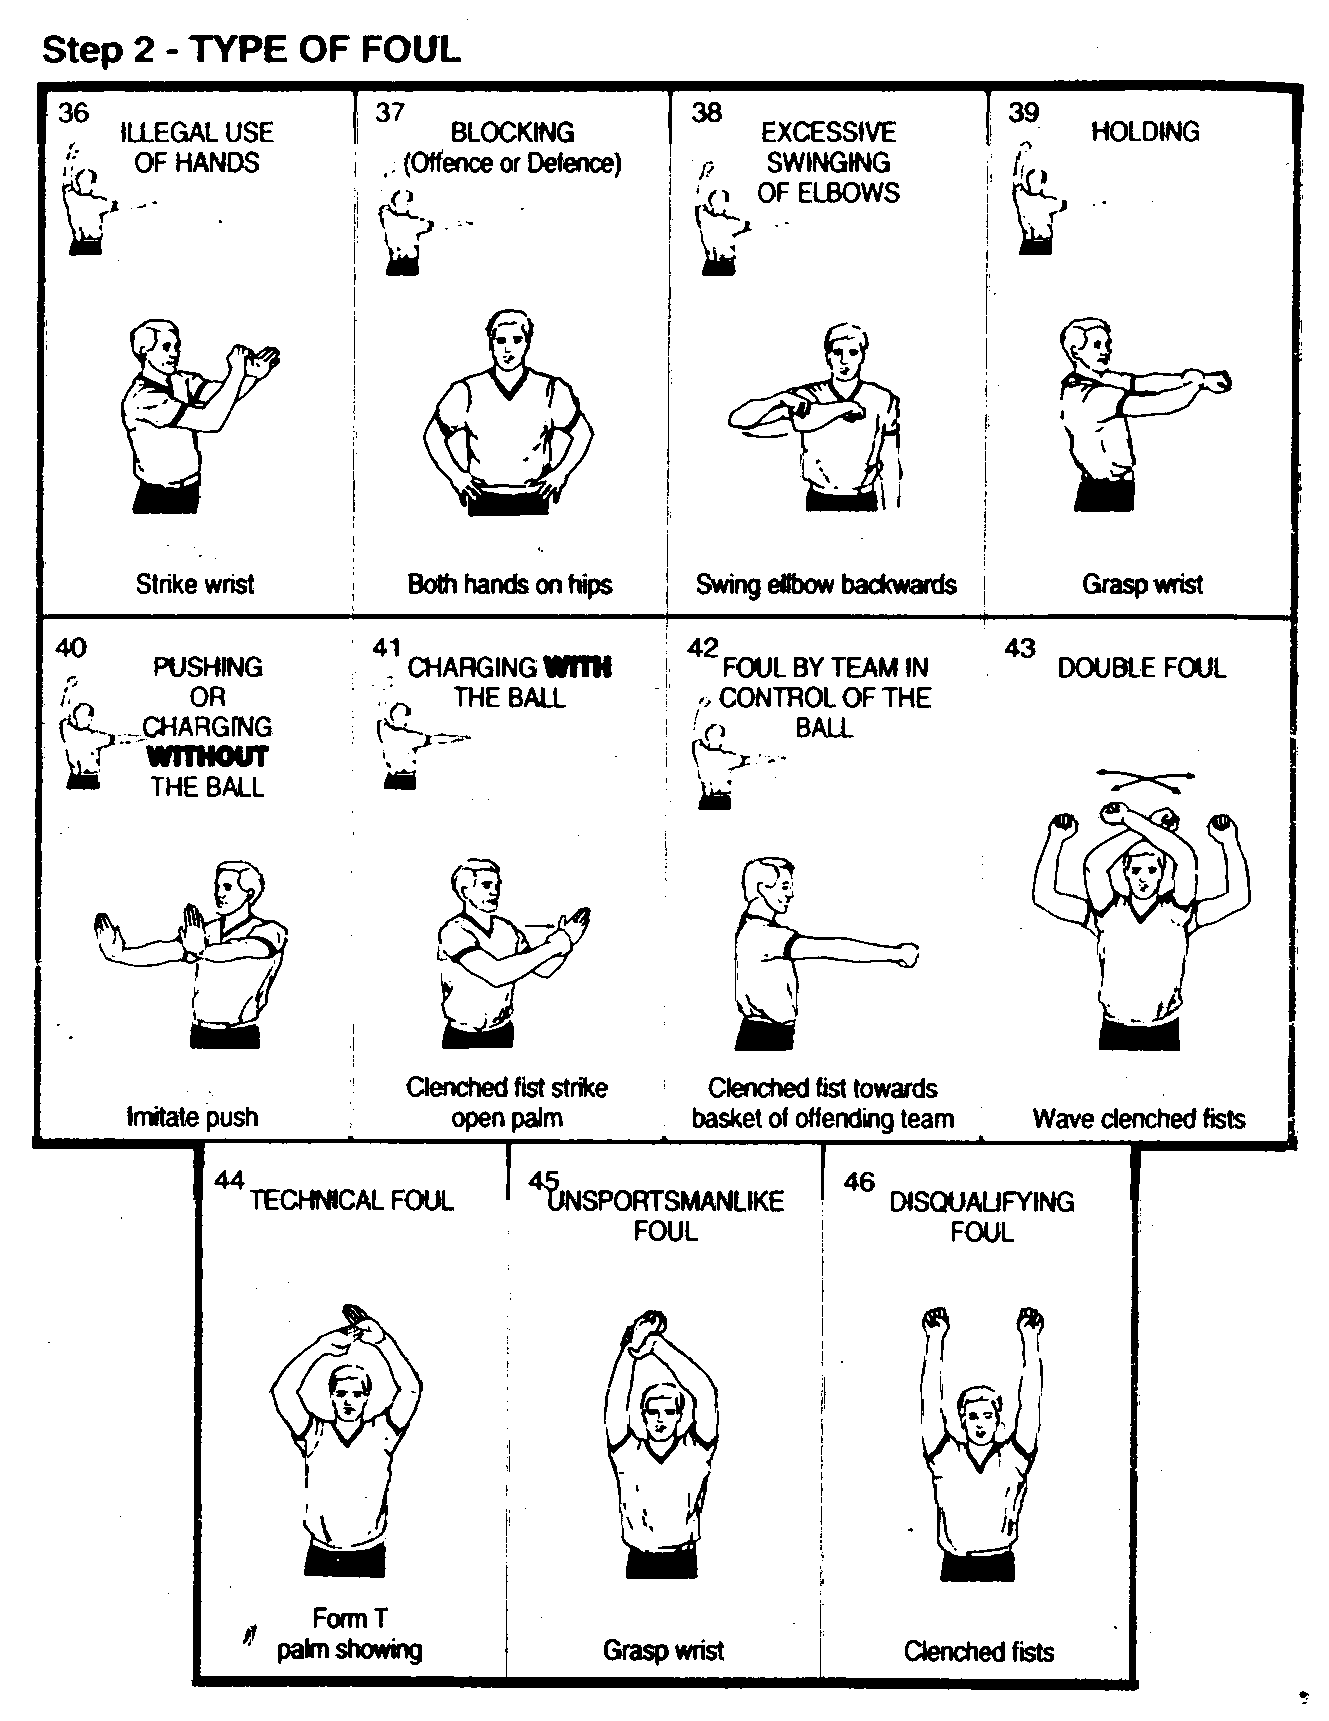 Step 2 - TYPE OF FOUL
36
ILLEGAL USE
OF HANDS
Strike wrist
37
BLOCKING
(Offence or Defence)
Both hands on hips
38
EXCESSIVE
SWINGING
OF ELBOWS
Swing elbow backwards
39
HOLDING
Grasp wrist
40
PUSHING
OR
CHARGING
WITHOUT
THE BALL
Imitate push
41
CHARGING WITH
THE BALL
Clenched fist strike
open palm
42
FOUL BY TEAM IN
CONTROL OF THE
BALL
Clenched fist towards
basket of offending team
43
DOUBLE FOUL
Wave clenched fists
44
TECHNICAL FOUL
Form T
palm showing
45
UNSPORTSMANLIKE
FOUL
Grasp wrist
46
DISQUALIFYING
FOUL
Clenched fists